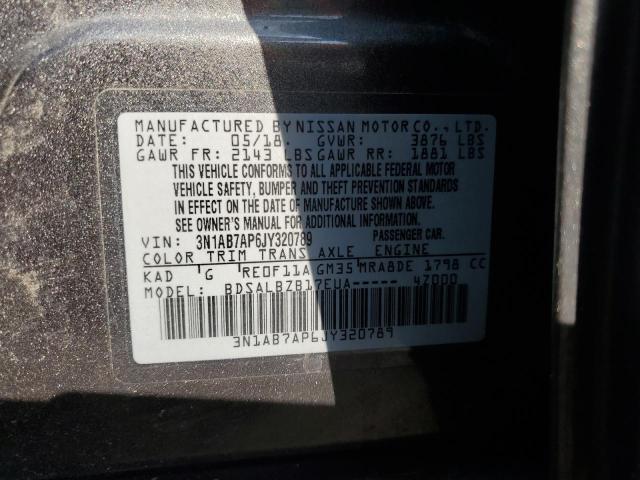 MANUFACTURED BY NISSAN MOTOR CO., LTD.
DATE: 05/18. GVWR: 3876 LBS
GAWR FR: 2143 LBS GAWR RR: 1881 LBS
THIS VEHICLE CONFORMS TO ALL APPLICABLE FEDERAL MOTOR
VEHICLE SAFETY, BUMPER AND THEFT PREVENTION STANDARDS
IN EFFECT ON THE DATE OF MANUFACTURE SHOWN ABOVE.
SEE OWNER'S MANUAL FOR ADDITIONAL INFORMATION.
VIN: 3N1AB7AP6JY320789 PASSENGER CAR.
COLOR TRIM TRANS AXLE ENGINE
KAD G RE0F11A GM35 MRA8DE 1798 CC
MODEL: BDSALBZB17EUA----- 4Z000
3N1AB7AP6JY320789